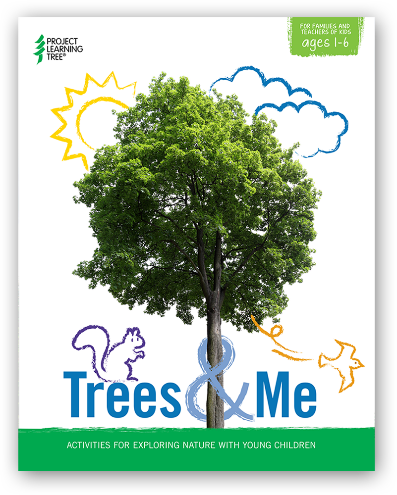 PROJECT
LEARNING
TREE®
FOR FAMILIES AND
TEACHERS OF KIDS
ages 1-6
Trees & Me
ACTIVITIES FOR EXPLORING NATURE WITH YOUNG CHILDREN